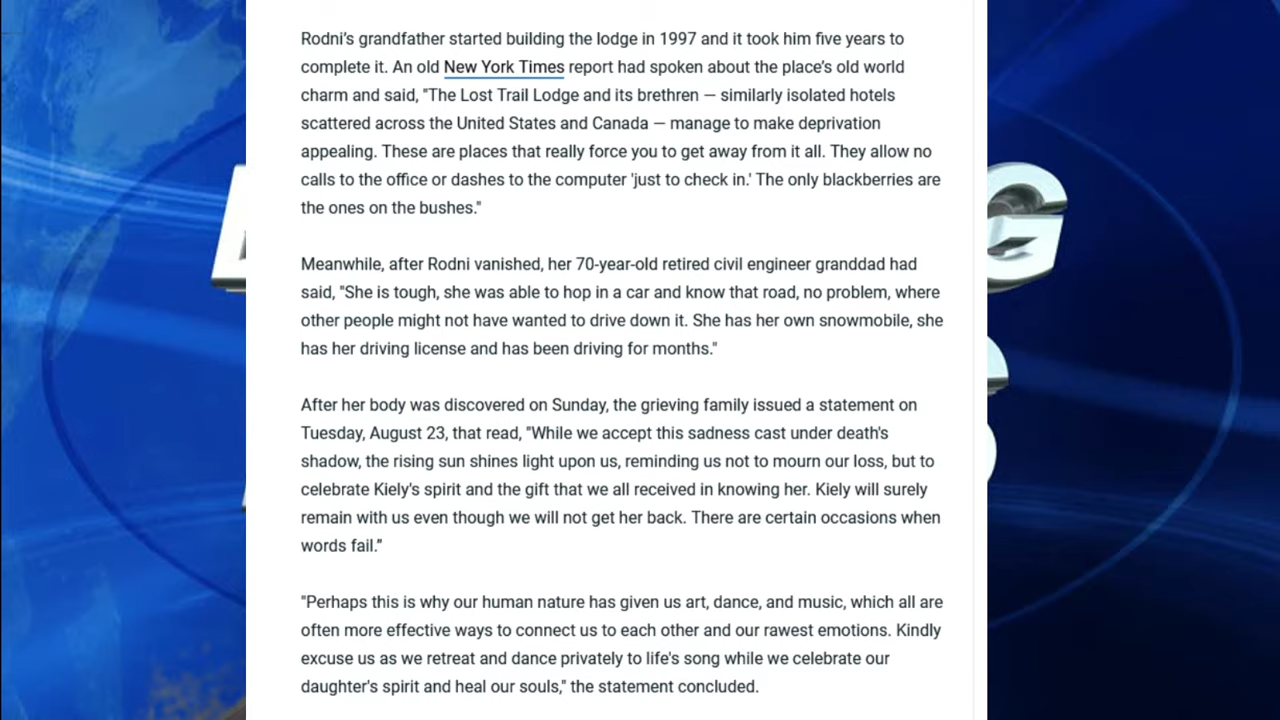 Rodni’s grandfather started building the lodge in 1997 and it took him five years to
complete it. An old New York Times report had spoken about the place’s old world
charm and said, "The Lost Trail Lodge and its brethren — similarly isolated hotels
scattered across the United States and Canada — manage to make deprivation
appealing. These are places that really force you to get away from it all. They allow no
calls to the office or dashes to the computer 'just to check in.' The only blackberries are
the ones on the bushes."
Meanwhile, after Rodni vanished, her 70-year-old retired civil engineer granddad had
said, "She is tough, she was able to hop in a car and know that road, no problem, where
other people might not have wanted to drive down it. She has her own snowmobile, she
has her driving license and has been driving for months."
After her body was discovered on Sunday, the grieving family issued a statement on
Tuesday, August 23, that read, "While we accept this sadness cast under death's
shadow, the rising sun shines light upon us, reminding us not to mourn our loss, but to
celebrate Kiely's spirit and the gift that we all received in knowing her. Kiely will surely
remain with us even though we will not get her back. There are certain occasions when
words fail.”
"Perhaps this is why our human nature has given us art, dance, and music, which all are
often more effective ways to connect us to each other and our rawest emotions. Kindly
excuse us as we retreat and dance privately to life's song while we celebrate our
daughter's spirit and heal our souls," the statement concluded.